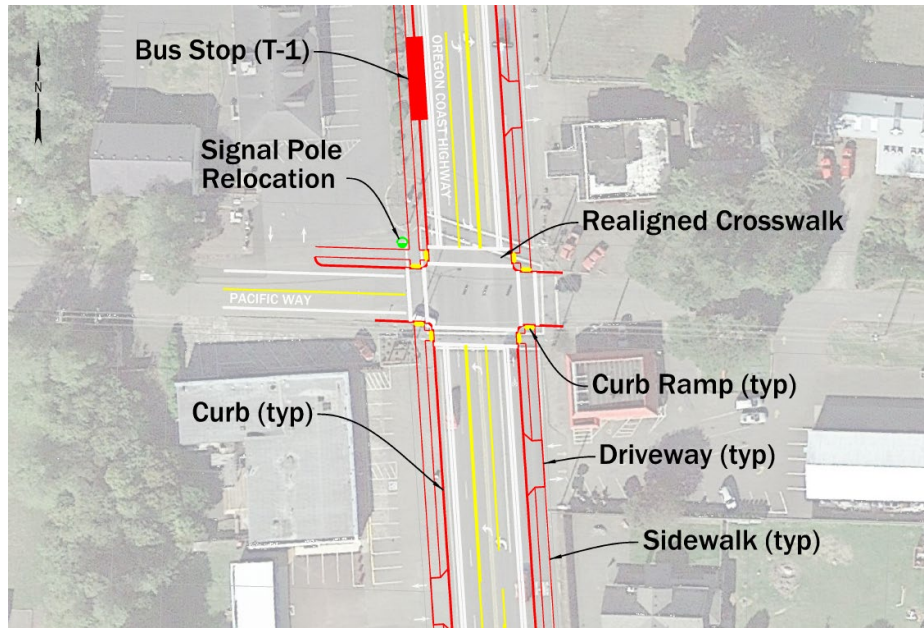 Bus Stop (T-1)
OREGON COAST HIGHWAY
N
Signal Pole
Relocation
Realigned Crosswalk
PACIFIC WAY
Curb Ramp (typ)
Curb (typ)
Driveway (typ)
Sidewalk (typ)